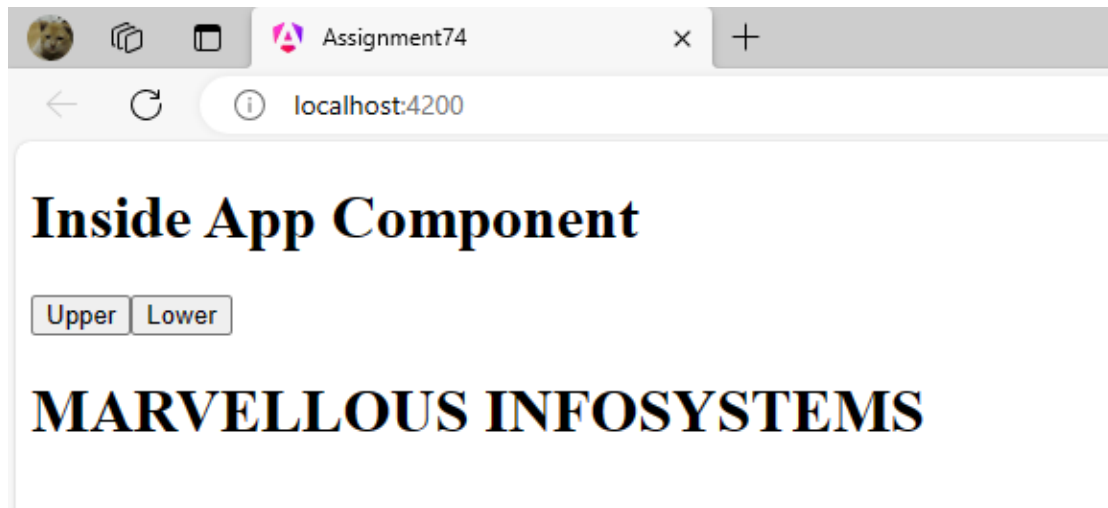 Assignment74
localhost:4200
Inside App Component
Upper Lower
MARVELLOUS INFOSYSTEMS